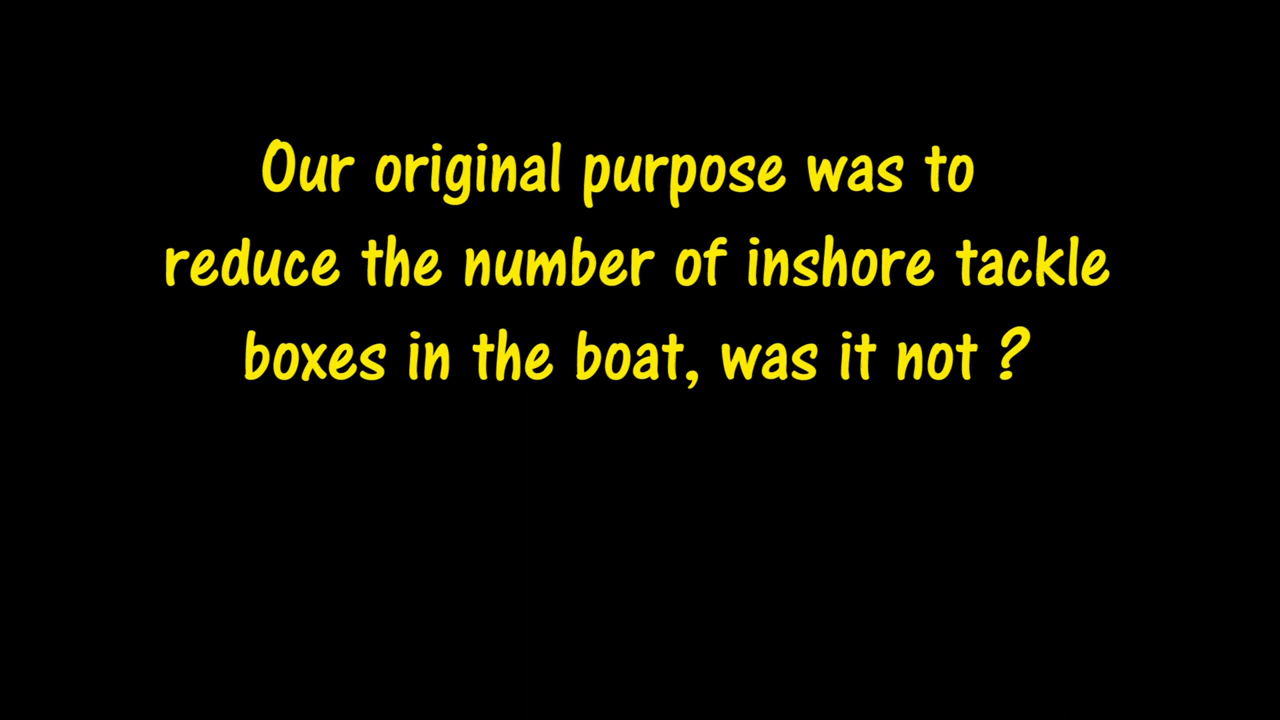 Our original purpose was to
reduce the number of inshore tackle
boxes in the boat, was it not ?